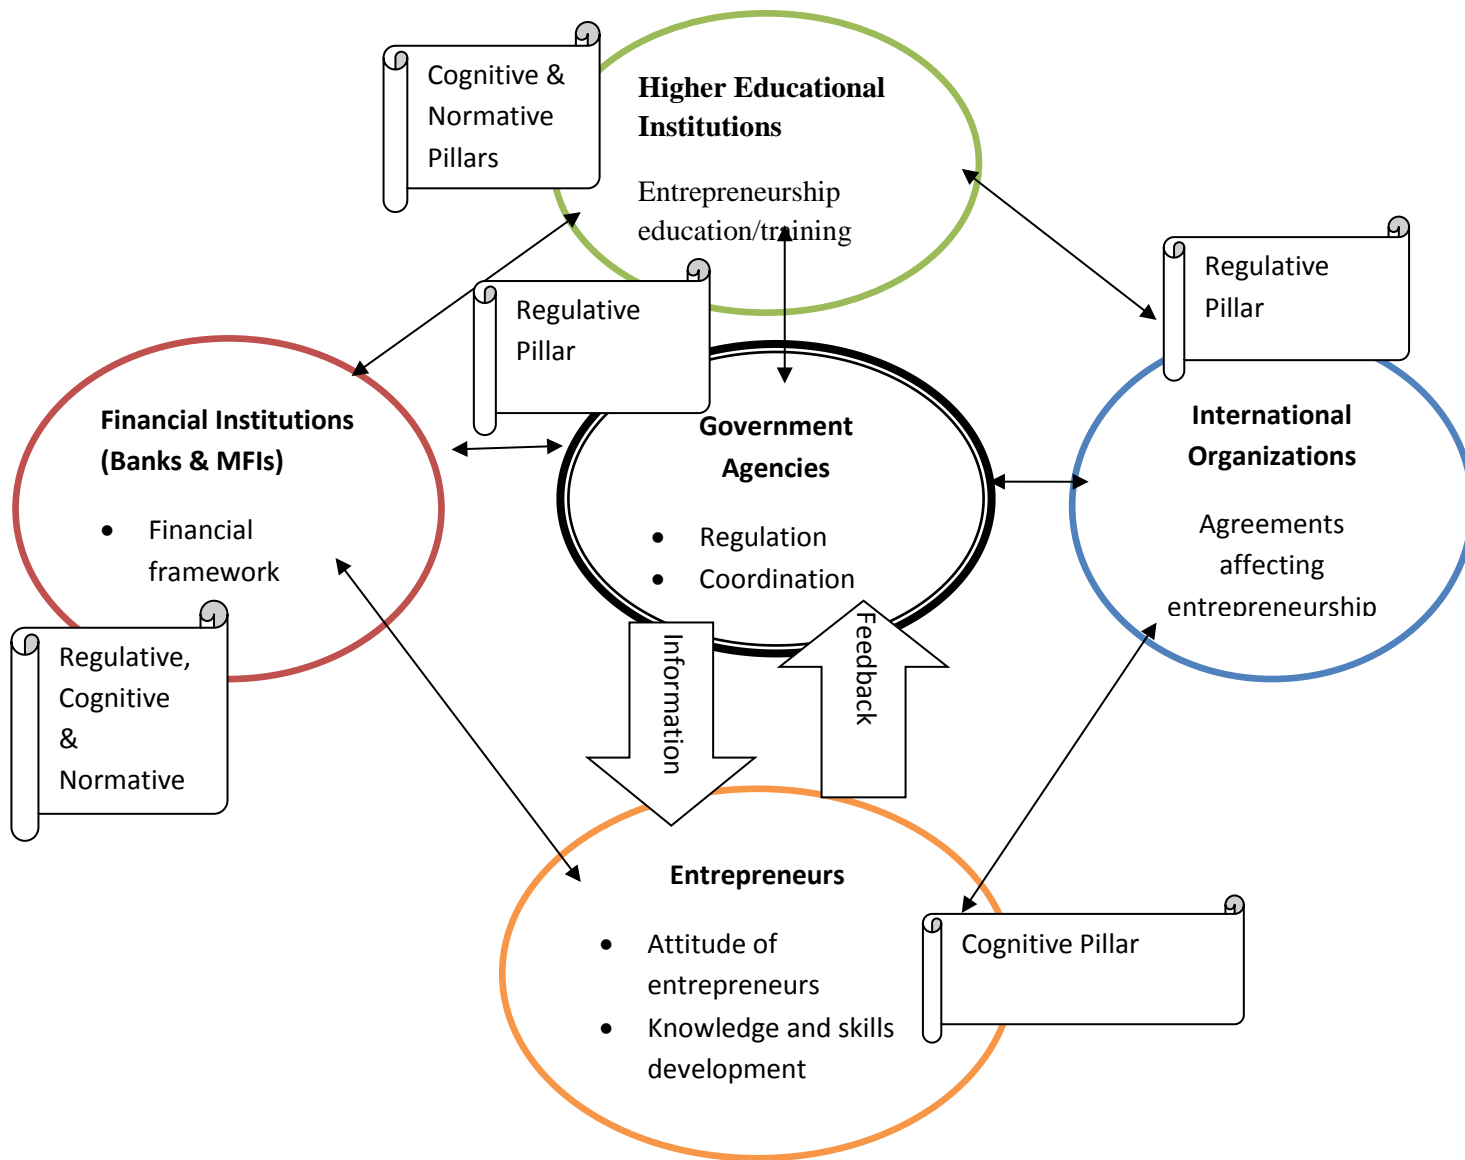 Cognitive &
Normative
Pillars
Higher Educational
Institutions
Entrepreneurship
education/training
Regulative
Pillar
Regulative
Pillar
Financial Institutions
(Banks & MFIs)
• Financial
framework
Government
Agencies
• Regulation
• Coordination
International
Organizations
Agreements
affecting
entrepreneurship
Regulative,
Cognitive
&
Normative
Information
Feedback
Entrepreneurs
• Attitude of
entrepreneurs
• Knowledge and skills
development
Cognitive Pillar